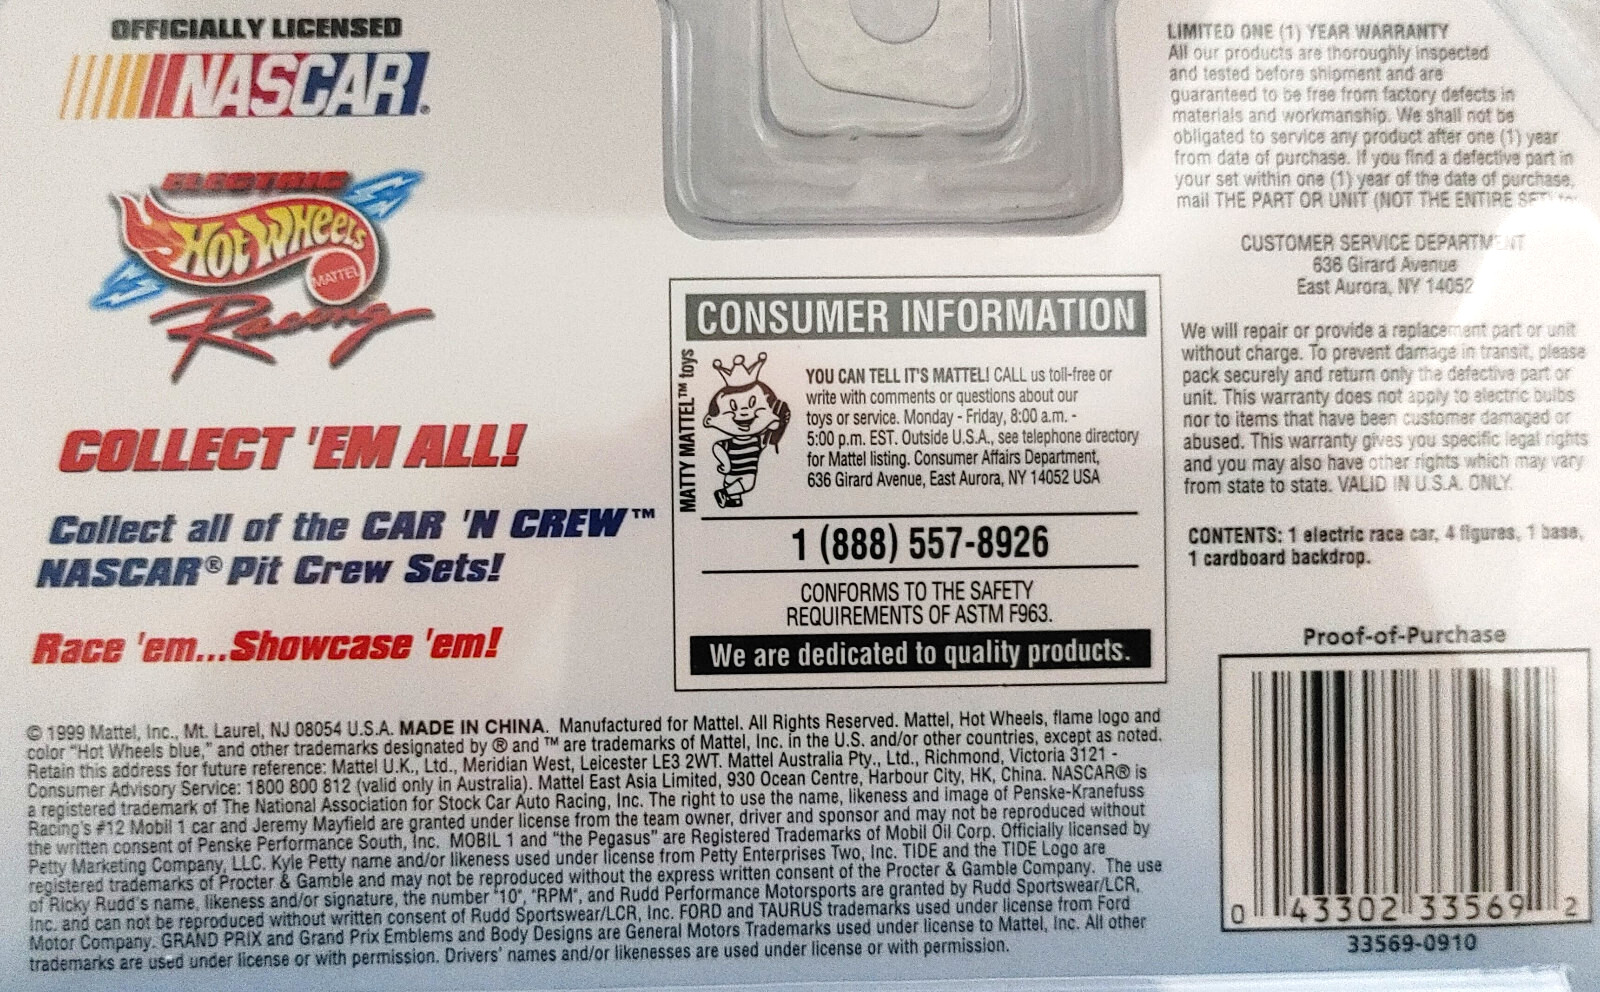 OFFICIALLY LICENSED
NASCAR®
ELECTRIC
HOT WHEELS
MATTEL
Racing
COLLECT 'EM ALL!
Collect all of the CAR 'N CREW™
NASCAR® Pit Crew Sets!
Race 'em...Showcase 'em!
CONSUMER INFORMATION
MATTY MATTEL™ toys
YOU CAN TELL IT'S MATTEL! CALL us toll-free or
write with comments or questions about our
toys or service. Monday - Friday, 8:00 a.m. -
5:00 p.m. EST. Outside U.S.A., see telephone directory
for Mattel listing. Consumer Affairs Department,
636 Girard Avenue, East Aurora, NY 14052 USA
1 (888) 557-8926
CONFORMS TO THE SAFETY
REQUIREMENTS OF ASTM F963.
We are dedicated to quality products.
LIMITED ONE (1) YEAR WARRANTY
All our products are thoroughly inspected
and tested before shipment and are
guaranteed to be free from factory defects in
materials and workmanship. We shall not be
obligated to service any product after one (1) year
from date of purchase. If you find a defective part in
your set within one (1) year of the date of purchase,
mail THE PART OR UNIT (NOT THE ENTIRE SET) to:
CUSTOMER SERVICE DEPARTMENT
636 Girard Avenue
East Aurora, NY 14052
We will repair or provide a replacement part or unit
without charge. To prevent damage in transit, please
pack securely and return only the defective part or
unit. This warranty does not apply to electric bulbs
nor to items that have been customer damaged or
abused. This warranty gives you specific legal rights
and you may also have other rights which may vary
from state to state. VALID IN U.S.A. ONLY.
CONTENTS: 1 electric race car, 4 figures, 1 base,
1 cardboard backdrop.
Proof-of-Purchase
0 43302 33569 2
33569-0910
© 1999 Mattel, Inc., Mt. Laurel, NJ 08054 U.S.A. MADE IN CHINA. Manufactured for Mattel. All Rights Reserved. Mattel, Hot Wheels, flame logo and
color "Hot Wheels blue," and other trademarks designated by ® and ™ are trademarks of Mattel, Inc. in the U.S. and/or other countries, except as noted.
Retain this address for future reference: Mattel U.K., Ltd., Meridian West, Leicester LE3 2WT. Mattel Australia Pty., Ltd., Richmond, Victoria 3121 -
Consumer Advisory Service: 1800 800 812 (valid only in Australia). Mattel East Asia Limited, 930 Ocean Centre, Harbour City, HK, China. NASCAR® is
a registered trademark of The National Association for Stock Car Auto Racing, Inc. The right to use the name, likeness and image of Penske-Kranefuss
Racing's #12 Mobil 1 car and Jeremy Mayfield are granted under license from the team owner, driver and sponsor and may not be reproduced without
the written consent of Penske Performance South, Inc. MOBIL 1 and "the Pegasus" are Registered Trademarks of Mobil Oil Corp. Officially licensed by
Petty Marketing Company, LLC. Kyle Petty name and/or likeness used under license from Petty Enterprises Two, Inc. TIDE and the TIDE Logo are
registered trademarks of Procter & Gamble and may not be reproduced without the express written consent of the Procter & Gamble Company. The use
of Ricky Rudd's name, likeness and/or signature, the number "10", "RPM", and Rudd Performance Motorsports are granted by Rudd Sportswear/LCR,
Inc. and can not be reproduced without written consent of Rudd Sportswear/LCR, Inc. FORD and TAURUS trademarks used under license from Ford
Motor Company. GRAND PRIX and Grand Prix Emblems and Body Designs are General Motors Trademarks used under license to Mattel, Inc. All other
trademarks are used under license or with permission. Drivers' names and/or likenesses are used under license or with permission.